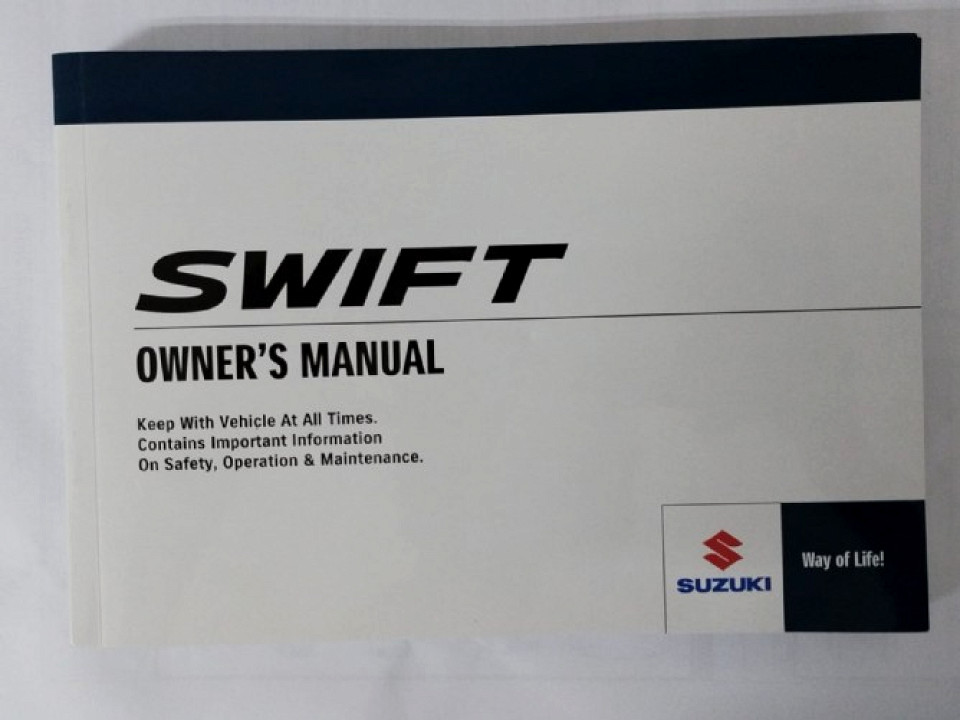 SWIFT
OWNER'S MANUAL
Keep With Vehicle At All Times.
Contains Important Information
On Safety, Operation & Maintenance.
SUZUKI
Way of Life!